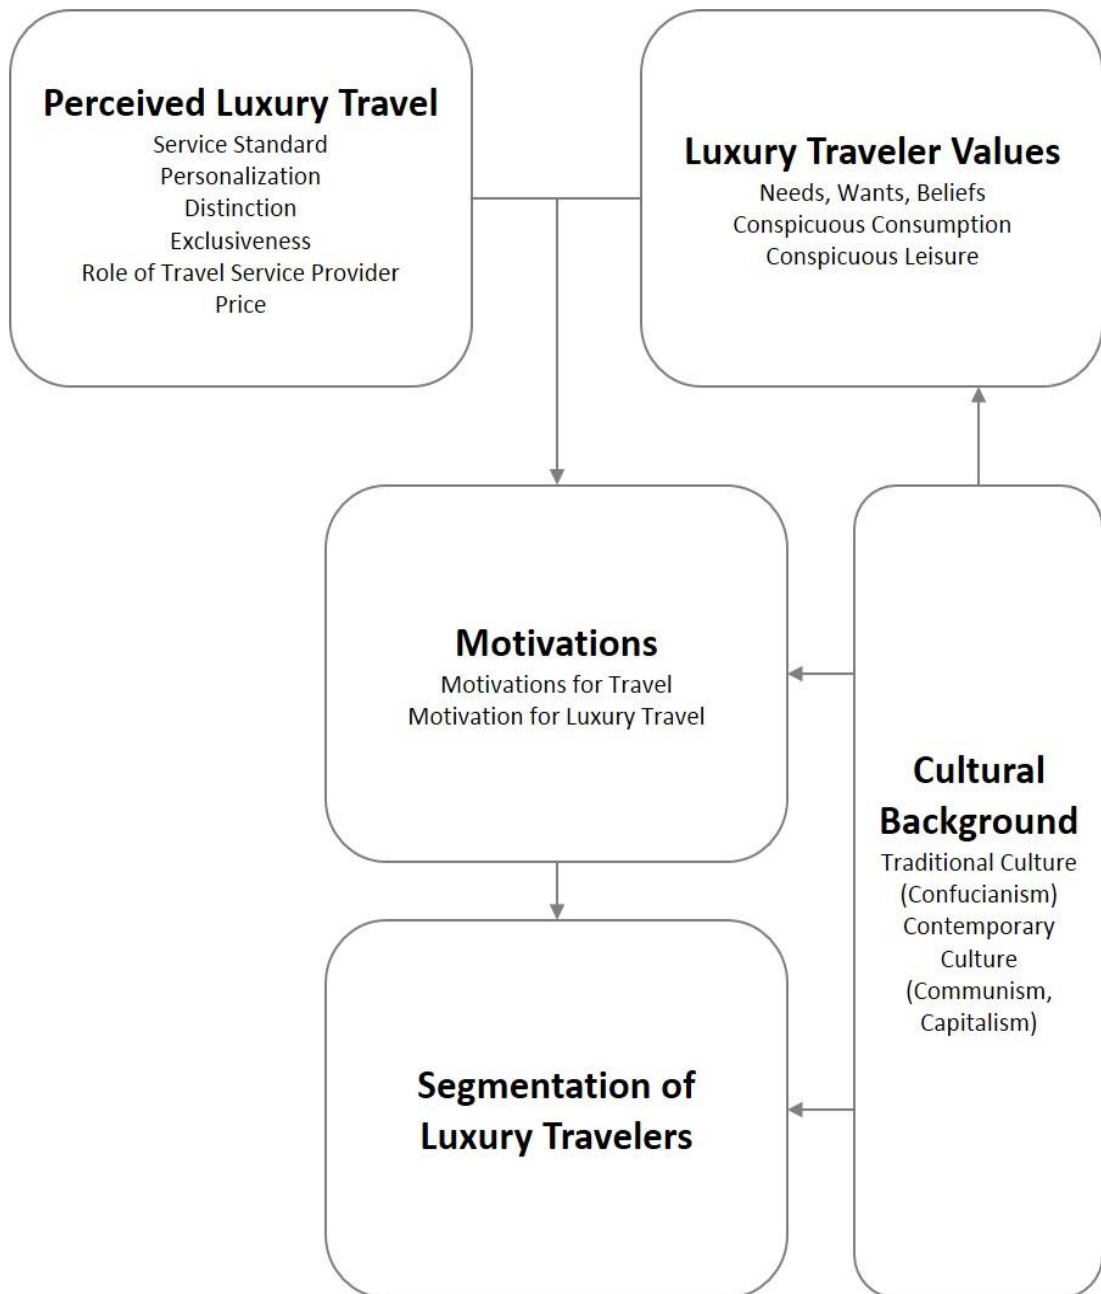 Perceived Luxury Travel
Service Standard
Personalization
Distinction
Exclusiveness
Role of Travel Service Provider
Price
Luxury Traveler Values
Needs, Wants, Beliefs
Conspicuous Consumption
Conspicuous Leisure
Motivations
Motivations for Travel
Motivation for Luxury Travel
Cultural
Background
Traditional Culture
(Confucianism)
Contemporary
Culture
(Communism,
Capitalism)
Segmentation of
Luxury Travelers